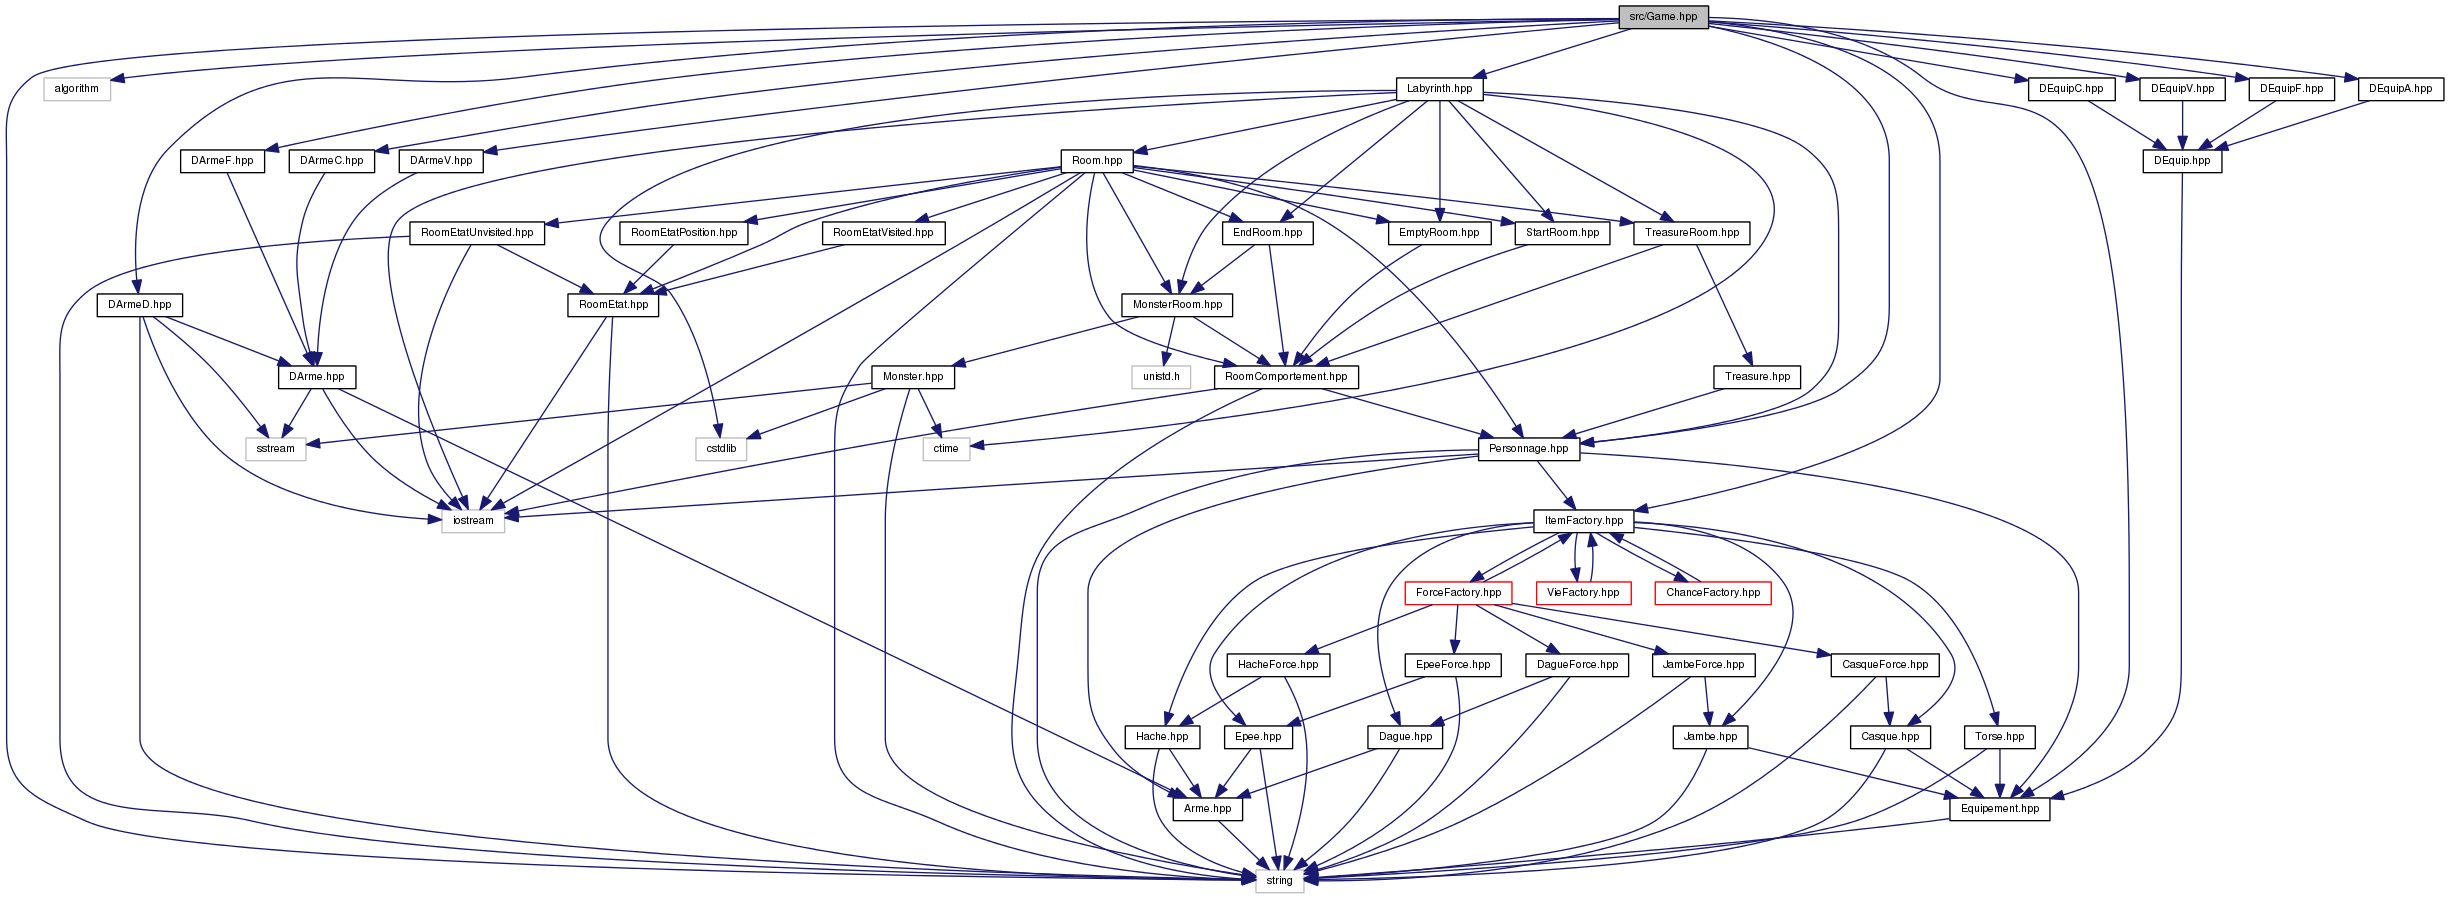 src/Game.hpp
algorithm
Labyrinth.hpp
DEquipC.hpp
DEquipV.hpp
DEquipF.hpp
DEquipA.hpp
DArmeF.hpp
DArmeC.hpp
DArmeV.hpp
Room.hpp
DEquip.hpp
RoomEtatUnvisited.hpp
RoomEtatPosition.hpp
RoomEtatVisited.hpp
EndRoom.hpp
EmptyRoom.hpp
StartRoom.hpp
TreasureRoom.hpp
DArmeD.hpp
RoomEtat.hpp
MonsterRoom.hpp
DArme.hpp
Monster.hpp
unistd.h
RoomComportement.hpp
Treasure.hpp
sstream
cstdlib
ctime
Personnage.hpp
iostream
ItemFactory.hpp
ForceFactory.hpp
VieFactory.hpp
ChanceFactory.hpp
HacheForce.hpp
EpeeForce.hpp
DagueForce.hpp
JambeForce.hpp
CasqueForce.hpp
Hache.hpp
Epee.hpp
Dague.hpp
Jambe.hpp
Casque.hpp
Torse.hpp
Arme.hpp
Equipement.hpp
string